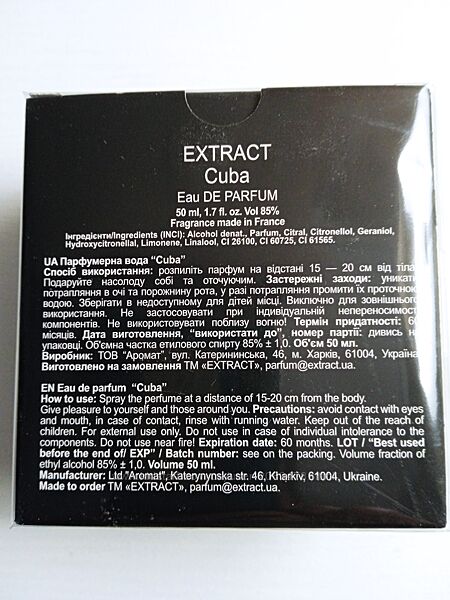 EXTRACT
Cuba
Eau DE PARFUM
50 ml, 1.7 fl. oz. Vol 85%
Fragrance made in France
Інгредієнти/Ingredients (INCI): Alcohol denat., Parfum, Citral, Citronellol, Geraniol,
Hydroxycitronellal, Limonene, Linalool, CI 26100, CI 60725, CI 61565.
UA Парфумерна вода "Cuba"
Спосіб використання: розпиліть парфум на відстані 15 — 20 см від тіла.
Подаруйте насолоду собі та оточуючим. Застережні заходи: уникати
потрапляння в очі та порожнину рота, у разі потрапляння промити їх проточною
водою. Зберігати в недоступному для дітей місці. Виключно для зовнішнього
використання. Не застосовувати при індивідуальній непереносимості
компонентів. Не використовувати поблизу вогню! Термін придатності: 60
місяців. Дата виготовлення, "використати до", номер партії: дивись на
упаковці. Об'ємна частка етилового спирту 85% ± 1,0. Об'єм 50 мл.
Виробник: ТОВ "Аромат", вул. Катерининська, 46, м. Харків, 61004, Україна
Виготовлено на замовлення ТМ «EXTRACT», parfum@extract.ua.
EN Eau de parfum "Cuba"
How to use: Spray the perfume at a distance of 15-20 cm from the body.
Give pleasure to yourself and those around you. Precautions: avoid contact with eyes
and mouth, in case of contact, rinse with running water. Keep out of the reach of
children. For external use only. Do not use in case of individual intolerance to the
components. Do not use near fire! Expiration date: 60 months. LOT / "Best used
before the end of/ EXP" / Batch number: see on the packing. Volume fraction of
ethyl alcohol 85% ± 1,0. Volume 50 ml.
Manufacturer: Ltd "Aromat", Katerynynska str. 46, Kharkiv, 61004, Ukraine.
Made to order TM «EXTRACT», parfum@extract.ua.